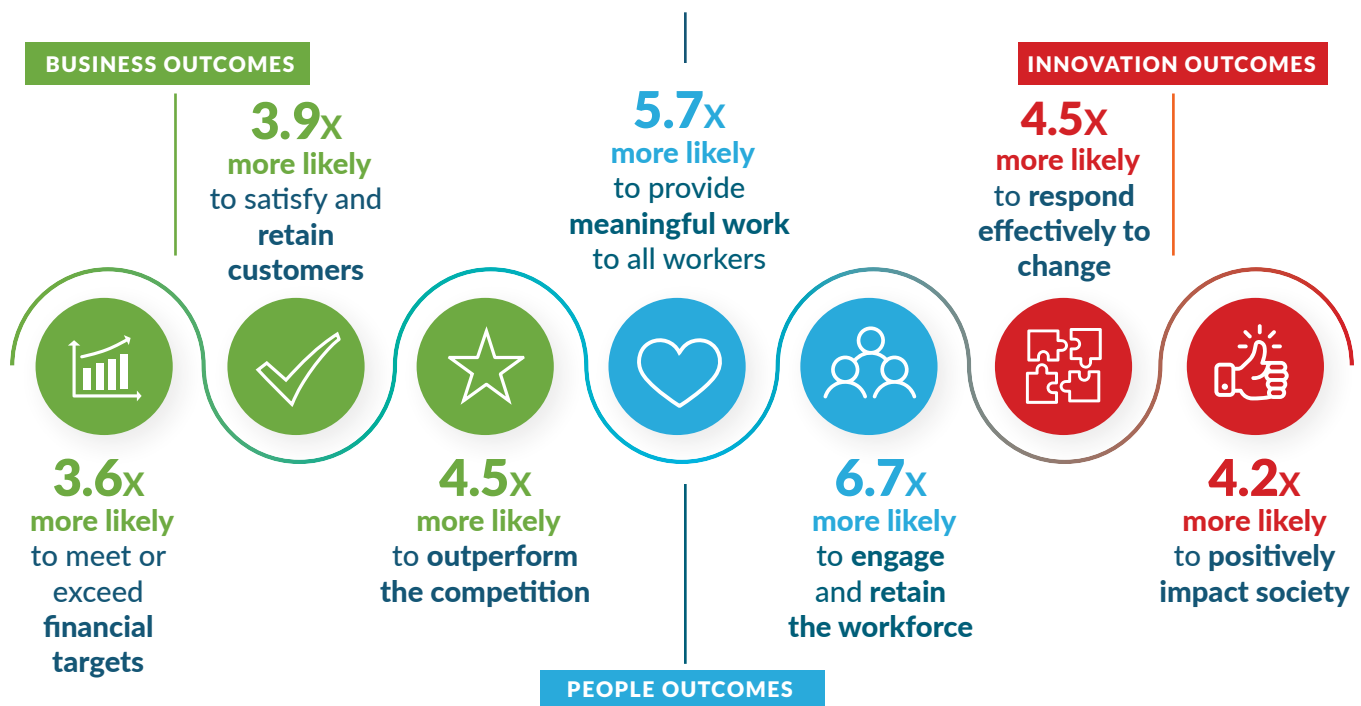 BUSINESS OUTCOMES
3.6X
more likely
to meet or
exceed
financial
targets
3.9X
more likely
to satisfy and
retain
customers
4.5X
more likely
to outperform
the competition
5.7X
more likely
to provide
meaningful work
to all workers
6.7X
more likely
to engage
and retain
the workforce
PEOPLE OUTCOMES
INNOVATION OUTCOMES
4.5X
more likely
to respond
effectively to
change
4.2X
more likely
to positively
impact society